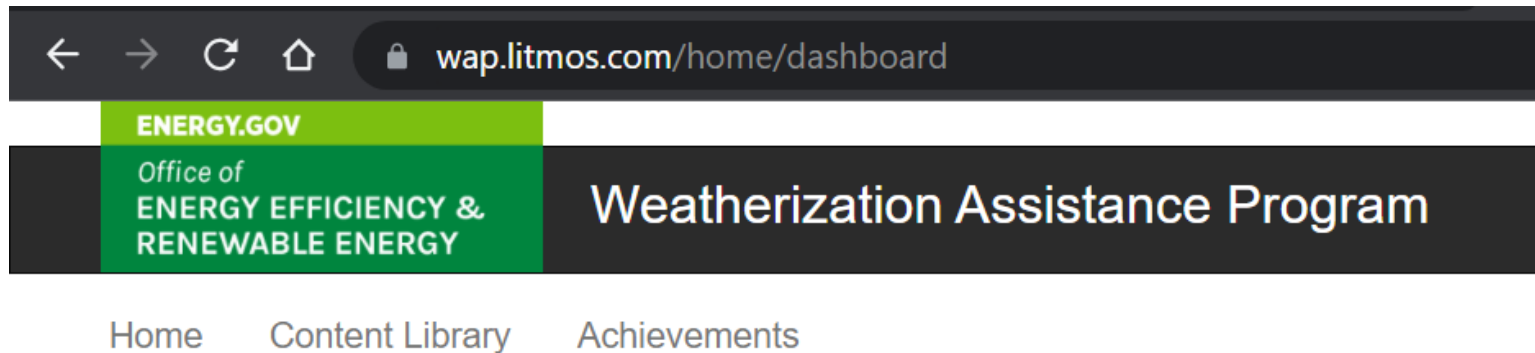 wap.litmos.com/home/dashboard
ENERGY.GOV
Office of
ENERGY EFFICIENCY &
RENEWABLE ENERGY
Weatherization Assistance Program
Home Content Library Achievements